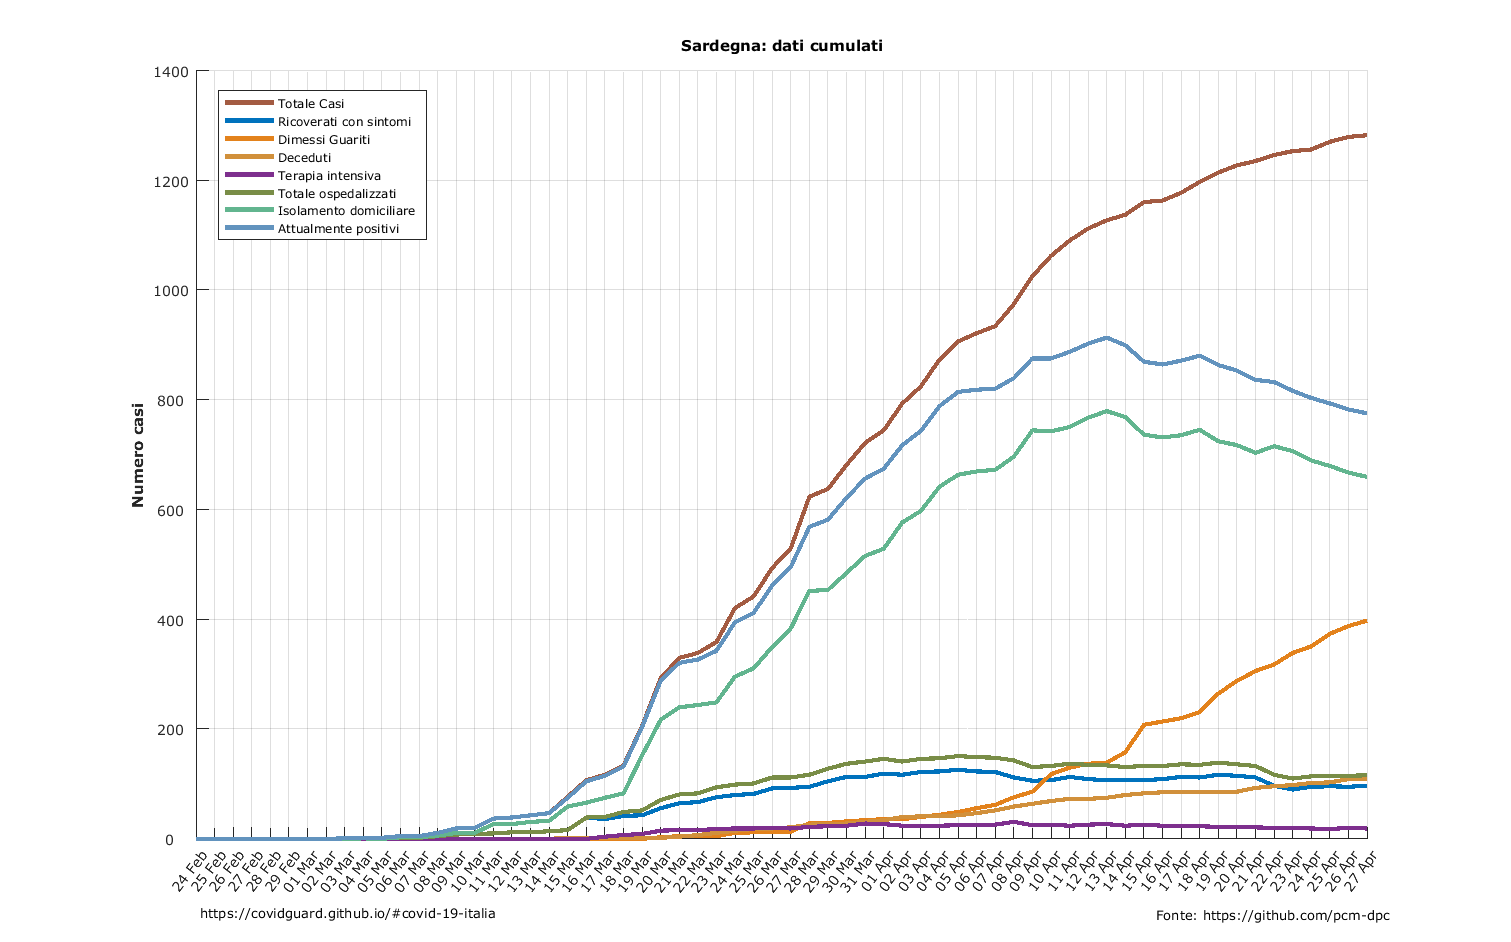 Sardegna: dati cumulati
Numero casi
1400
1200
1000
800
600
400
200
0
Totale Casi
Ricoverati con sintomi
Dimessi Guariti
Deceduti
Terapia intensiva
Totale ospedalizzati
Isolamento domiciliare
Attualmente positivi
24 Feb
25 Feb
26 Feb
27 Feb
28 Feb
29 Feb
01 Mar
02 Mar
03 Mar
04 Mar
05 Mar
06 Mar
07 Mar
08 Mar
09 Mar
10 Mar
11 Mar
12 Mar
13 Mar
14 Mar
15 Mar
16 Mar
17 Mar
18 Mar
19 Mar
20 Mar
21 Mar
22 Mar
23 Mar
24 Mar
25 Mar
26 Mar
27 Mar
28 Mar
29 Mar
30 Mar
31 Mar
01 Apr
02 Apr
03 Apr
04 Apr
05 Apr
06 Apr
07 Apr
08 Apr
09 Apr
10 Apr
11 Apr
12 Apr
13 Apr
14 Apr
15 Apr
16 Apr
17 Apr
18 Apr
19 Apr
20 Apr
21 Apr
22 Apr
23 Apr
24 Apr
25 Apr
26 Apr
27 Apr
https://covidguard.github.io/#covid-19-italia
Fonte: https://github.com/pcm-dpc